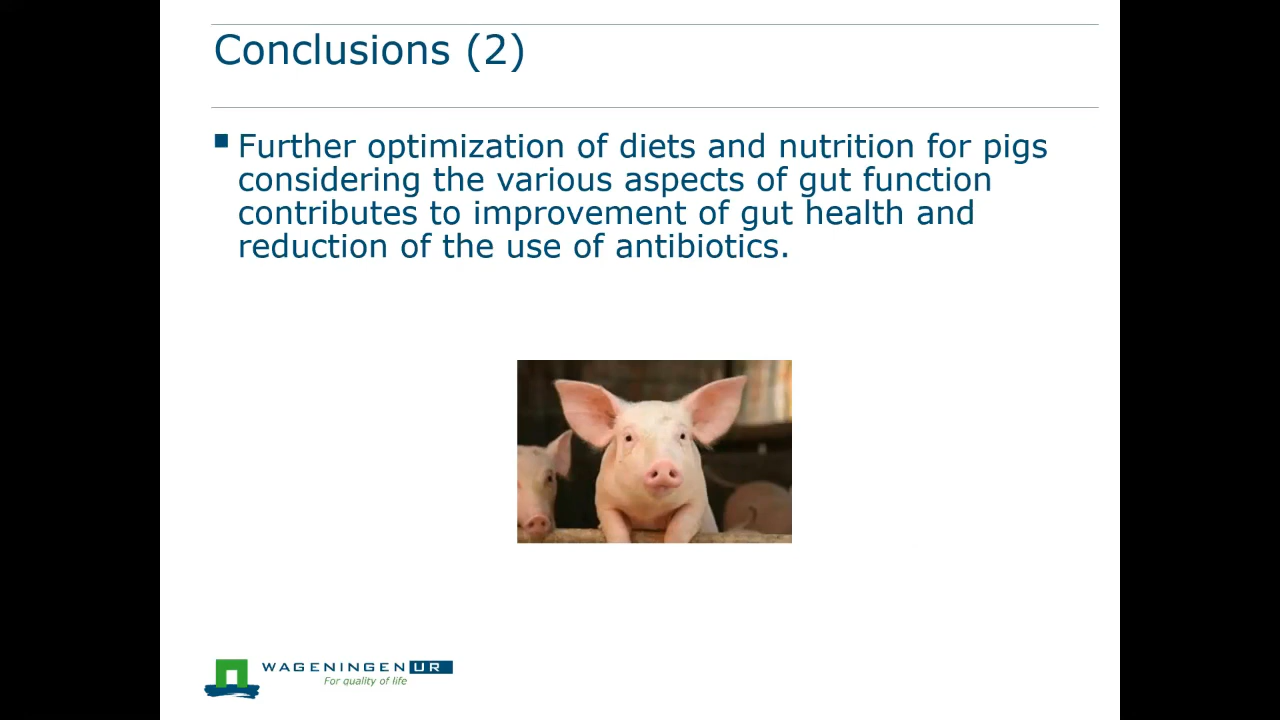 Conclusions (2)
Further optimization of diets and nutrition for pigs
considering the various aspects of gut function
contributes to improvement of gut health and
reduction of the use of antibiotics.
WAGENINGEN UR
For quality of life